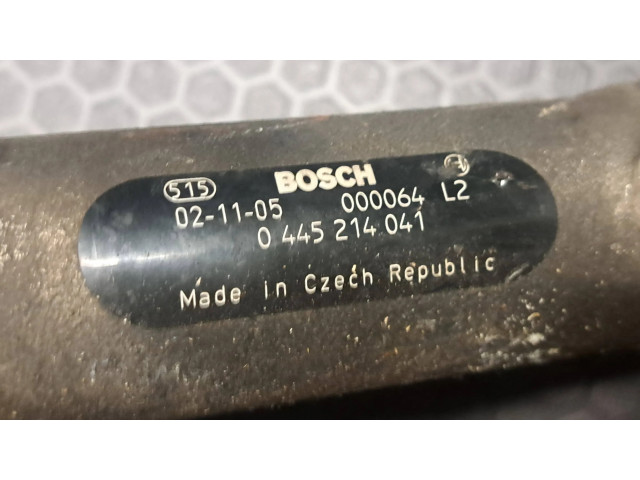 515 BOSCH
02-11-05 000064 L2
0 445 214 041
Made in Czech Republic